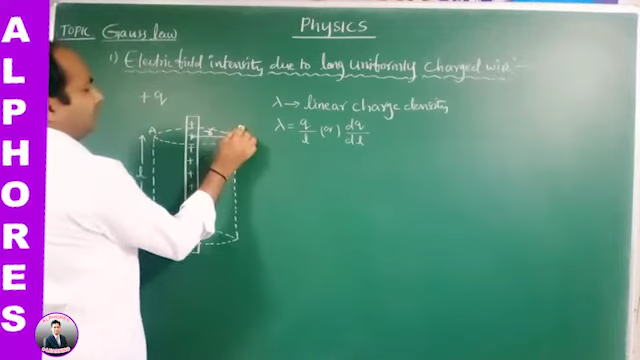 ALPHORES
Physics
TOPIC Gauss law
1) Electric field intensity due to long uniformly charged wire :-
+ q
λ → linear charge density
λ = q/l (or) dq/dl
A
r
l
+
+
+
+
+